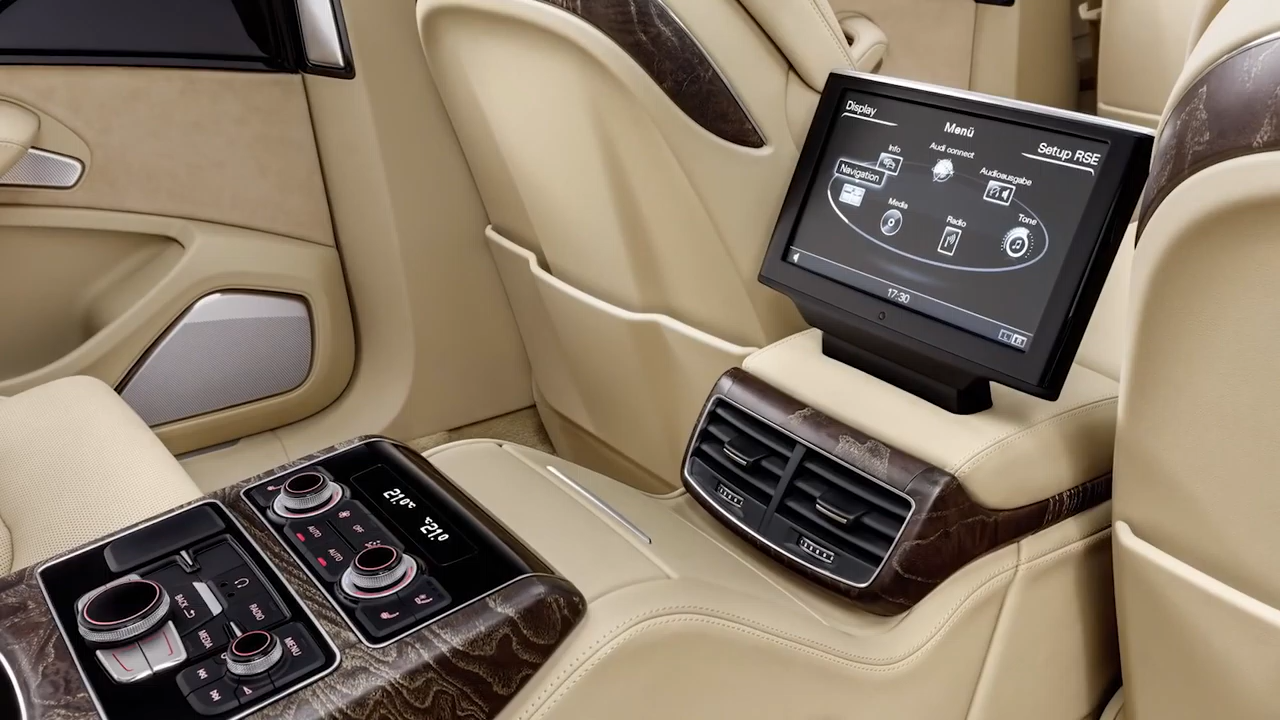 Display
Menü
Setup RSE
Info
Audi connect
Navigation
Audioausgabe
Media
Radio
Tone
17:30
L R
21.0°C
°C21.0
AUTO
OFF
AUTO
BACK
RADIO
MEDIA
MENU